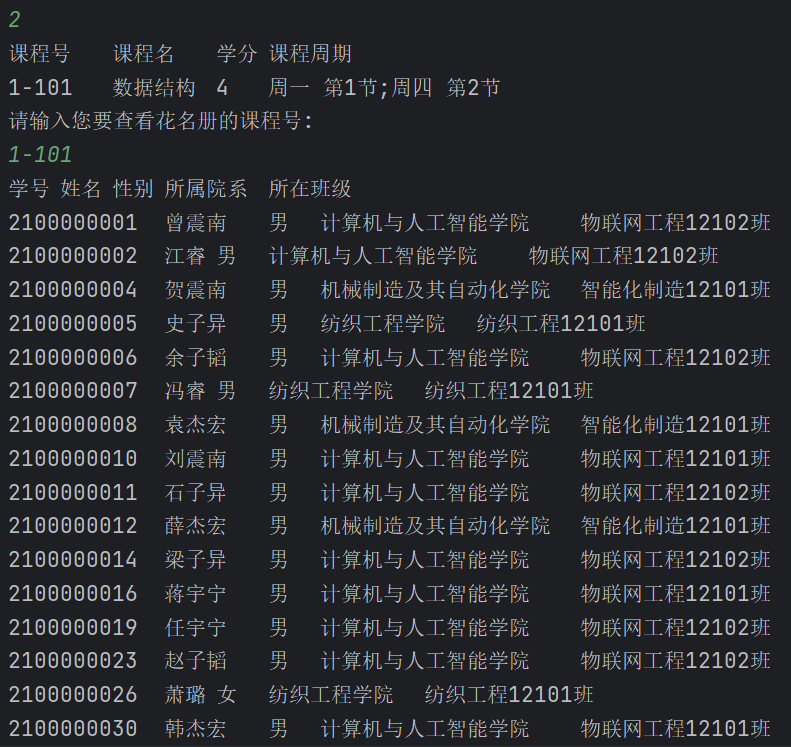 2
课程号 课程名 学分 课程周期
1-101 数据结构 4 周一 第1节;周四 第2节
请输入您要查看花名册的课程号:
1-101
学号 姓名 性别 所属院系 所在班级
2100000001 曾震南 男 计算机与人工智能学院 物联网工程12102班
2100000002 江睿 男 计算机与人工智能学院 物联网工程12102班
2100000004 贺震南 男 机械制造及其自动化学院 智能化制造12101班
2100000005 史子异 男 纺织工程学院 纺织工程12101班
2100000006 余子韬 男 计算机与人工智能学院 物联网工程12102班
2100000007 冯睿 男 纺织工程学院 纺织工程12101班
2100000008 袁杰宏 男 机械制造及其自动化学院 智能化制造12101班
2100000010 刘震南 男 计算机与人工智能学院 物联网工程12101班
2100000011 石子异 男 计算机与人工智能学院 物联网工程12102班
2100000012 薛杰宏 男 机械制造及其自动化学院 智能化制造12101班
2100000014 梁子异 男 计算机与人工智能学院 物联网工程12102班
2100000016 蒋宇宁 男 计算机与人工智能学院 物联网工程12101班
2100000019 任宇宁 男 计算机与人工智能学院 物联网工程12102班
2100000023 赵子韬 男 计算机与人工智能学院 物联网工程12102班
2100000026 萧璐 女 纺织工程学院 纺织工程12101班
2100000030 韩杰宏 男 计算机与人工智能学院 物联网工程12101班